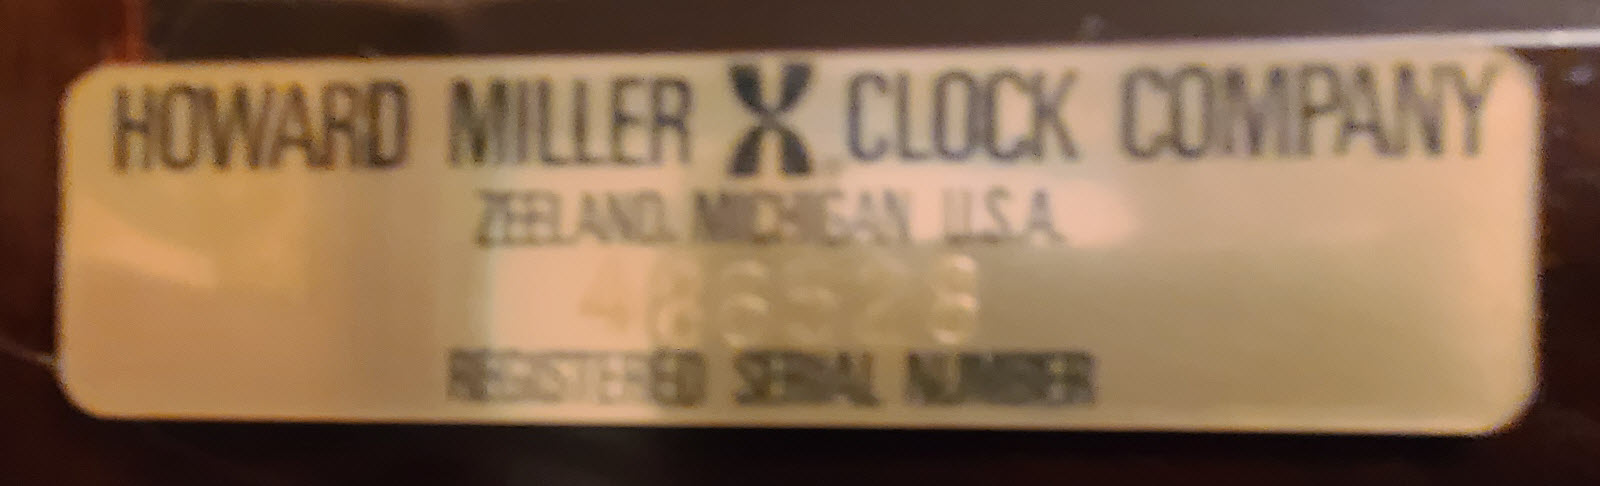 HOWARD MILLER CLOCK COMPANY
ZEELAND, MICHIGAN U.S.A.
REGISTERED SERIAL NUMBER